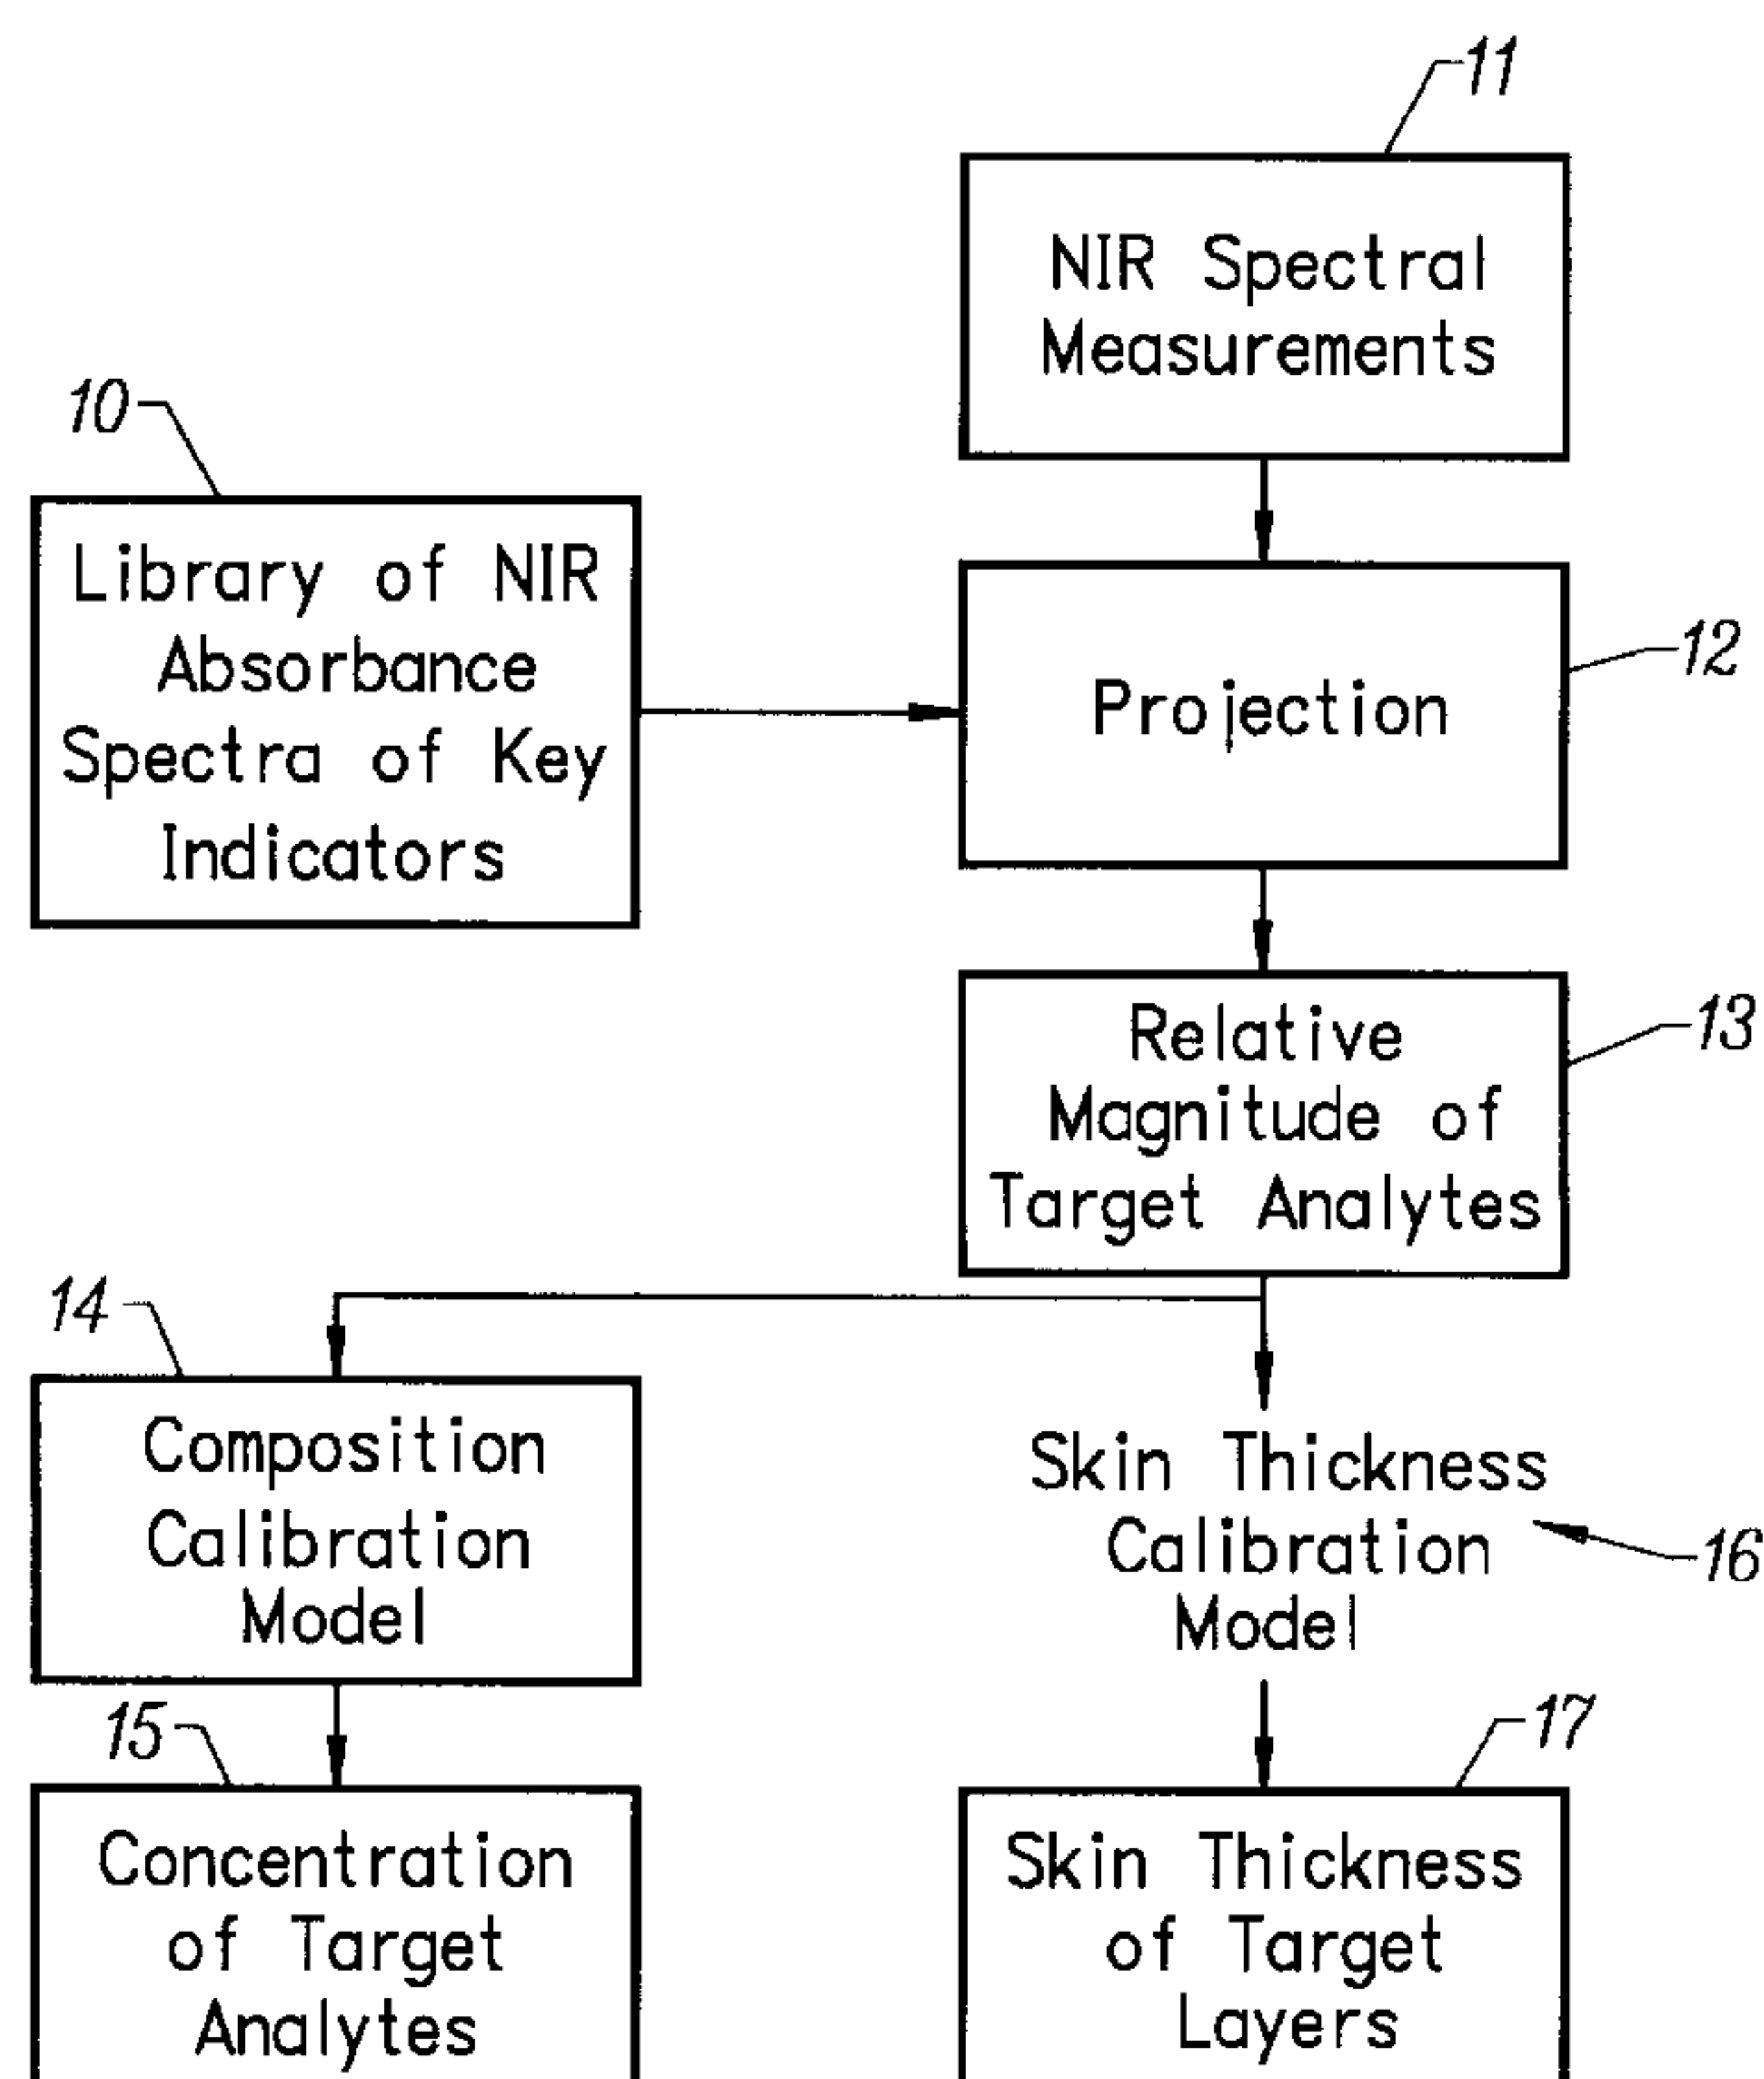 11
NIR Spectral
Measurements
10
Library of NIR
Absorbance
Spectra of Key
Indicators
12
Projection
13
Relative
Magnitude of
Target Analytes
14
Composition
Calibration
Model
Skin Thickness
Calibration
Model
16
15
Concentration
of Target
Analytes
17
Skin Thickness
of Target
Layers